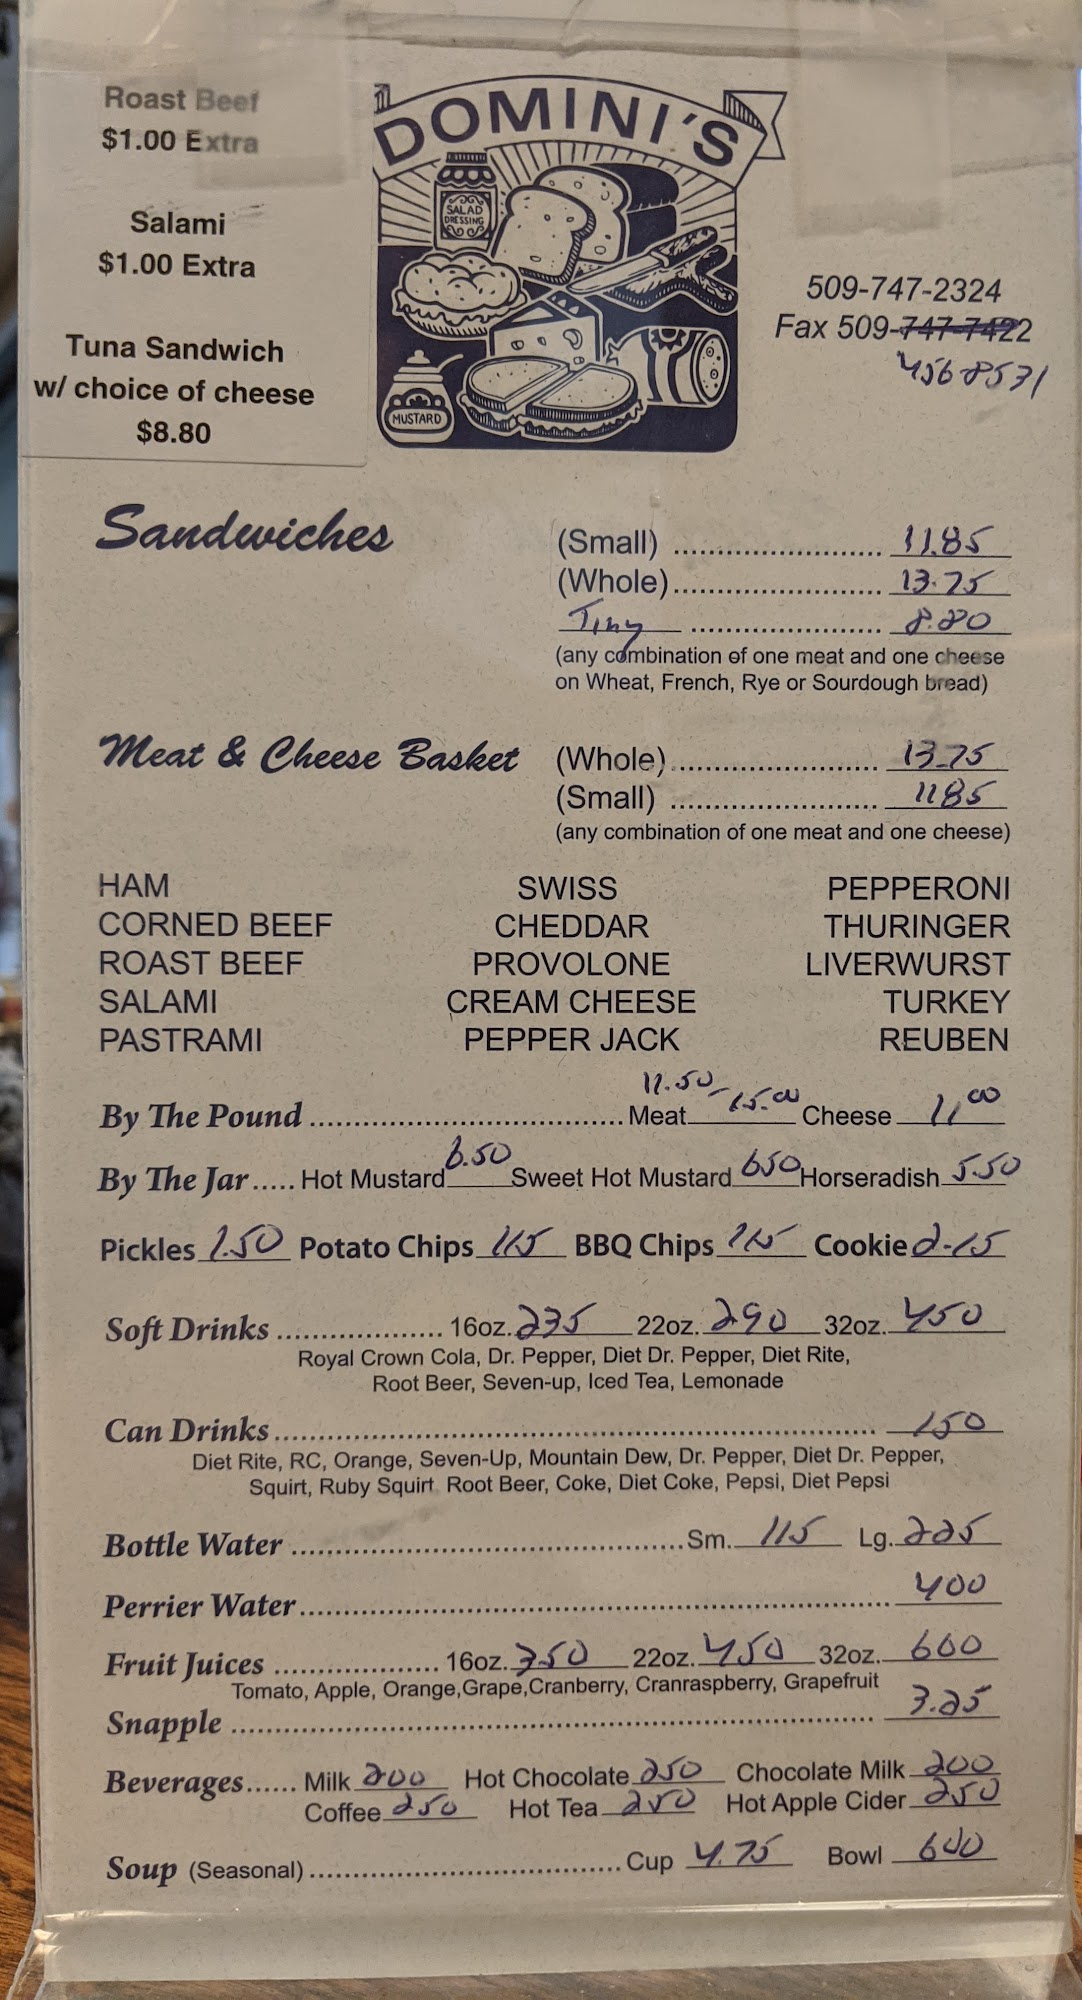 Roast Beef
$1.00 Extra
Salami
$1.00 Extra
Tuna Sandwich
w/ choice of cheese
$8.80
DOMINI'S
SALAD
DRESSING
MUSTARD
509-747-2324
Fax 509-747-7422
456-8531
Sandwiches (Small) ........................ 11.85
(Whole)........................ 13.75
Tiny ...................... 8.80
(any combination of one meat and one cheese
on Wheat, French, Rye or Sourdough bread)
Meat & Cheese Basket (Whole)....................... 13.75
(Small) ........................ 1185
(any combination of one meat and one cheese)
HAM SWISS PEPPERONI
CORNED BEEF CHEDDAR THURINGER
ROAST BEEF PROVOLONE LIVERWURST
SALAMI CREAM CHEESE TURKEY
PASTRAMI PEPPER JACK REUBEN
By The Pound .................................... Meat 11.50-15.00 Cheese 11.00
By The Jar ..... Hot Mustard 6.50 Sweet Hot Mustard 650 Horseradish 5.50
Pickles 1.50 Potato Chips 115 BBQ Chips 115 Cookie 2-15
Soft Drinks ................... 16oz. 235 22oz. 290 32oz. 450
Royal Crown Cola, Dr. Pepper, Diet Dr. Pepper, Diet Rite,
Root Beer, Seven-up, Iced Tea, Lemonade
Can Drinks..................................................................... 150
Diet Rite, RC, Orange, Seven-Up, Mountain Dew, Dr. Pepper, Diet Dr. Pepper,
Squirt, Ruby Squirt Root Beer, Coke, Diet Coke, Pepsi, Diet Pepsi
Bottle Water .............................................Sm. 115 Lg. 225
Perrier Water.................................................................... 400
Fruit Juices ................... 16oz. 350 22oz. 450 32oz. 600
Tomato, Apple, Orange,Grape,Cranberry, Cranraspberry, Grapefruit
Snapple .......................................................................... 3.25
Beverages...... Milk 200 Hot Chocolate 250 Chocolate Milk 200
Coffee 250 Hot Tea 250 Hot Apple Cider 250
Soup (Seasonal) .................................... Cup 4.75 Bowl 600